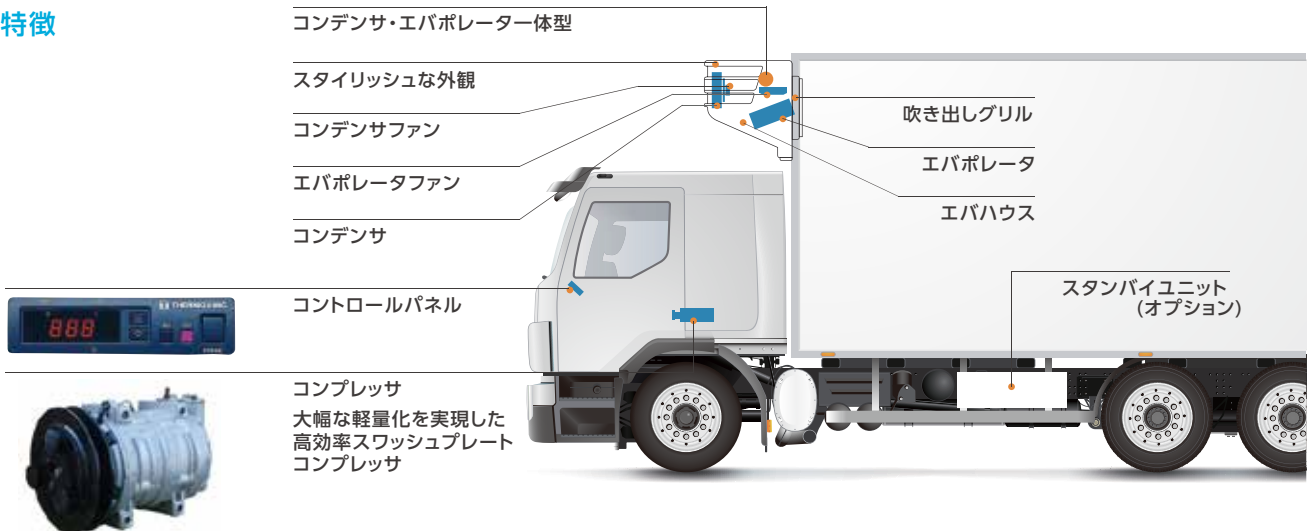 特徴
コンデンサ・エバポレータ一体型
スタイリッシュな外観
コンデンサファン
エバポレータファン
コンデンサ
吹き出しグリル
エバポレータ
エバハウス
スタンバイユニット
(オプション)
コントロールパネル
888
コンプレッサ
大幅な軽量化を実現した
高効率スワッシュプレート
コンプレッサ